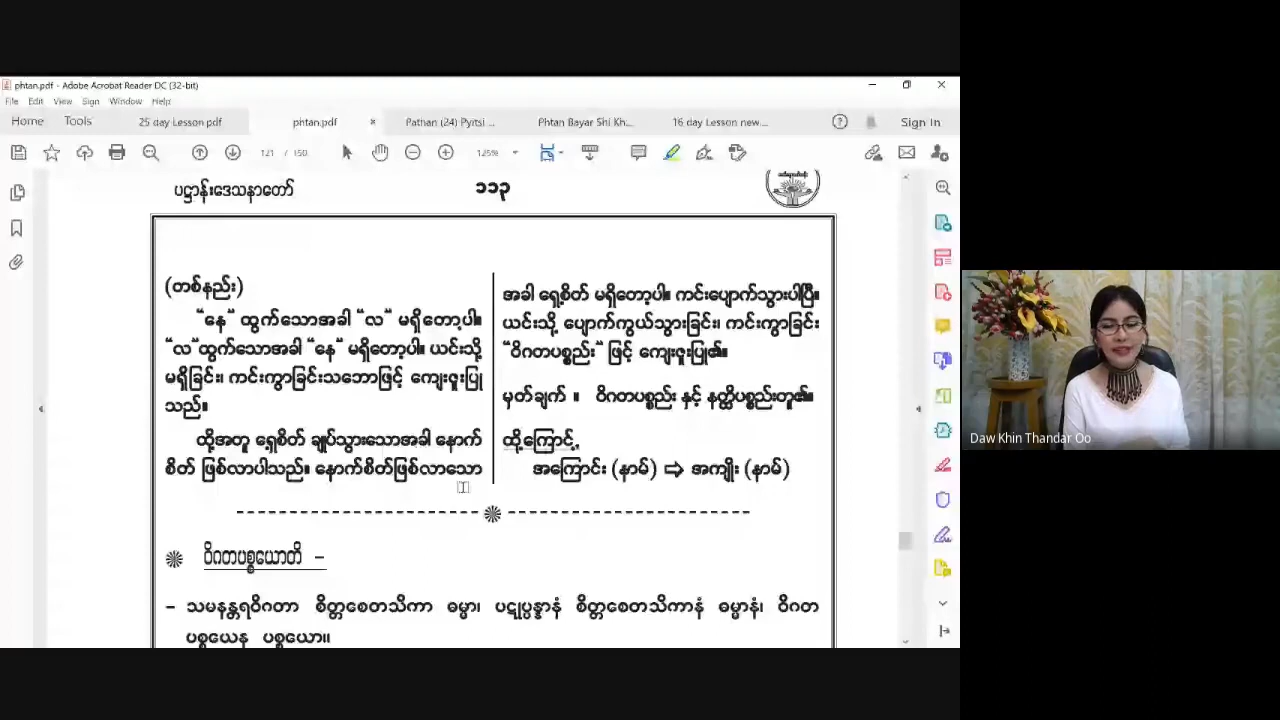 phtan.pdf - Adobe Acrobat Reader DC (32-bit)
File Edit View Sign Window Help
Home Tools 25 day Lesson pdf phtan.pdf × Pathan (24) Pyitsi ... Phtan Bayar Shi Kh... 16 day Lesson new... Sign In
121 / 150 125%
ပဋ္ဌာန်းဒေသနာတော် ၁၁၃
(တစ်နည်း)
“နေ” ထွက်သောအခါ “လ” မရှိတော့ပါ။
“လ”ထွက်သောအခါ “နေ” မရှိတော့ပါ။ ယင်းသို့
မရှိခြင်း၊ ကင်းကွာခြင်းသဘောဖြင့် ကျေးဇူးပြု
သည်။
ထို့အတူ ရှေ့စိတ် ချုပ်သွားသောအခါ နောက်
စိတ် ဖြစ်လာပါသည်။ နောက်စိတ်ဖြစ်လာသော
အခါ ရှေ့စိတ် မရှိတော့ပါ။ ကင်းပျောက်သွားပါပြီ။
ယင်းသို့ ပျောက်ကွယ်သွားခြင်း၊ ကင်းကွာခြင်း
“ဝိဂတပစ္စည်း” ဖြင့် ကျေးဇူးပြု၏။
မှတ်ချက် ။ ဝိဂတပစ္စည်း နှင့် နတ္ထိပစ္စည်းတူ၏။
ထို့ကြောင့်,
အကြောင်း (နာမ်) ⇨ အကျိုး (နာမ်)
ဝိဂတပစ္စယောတိ –
– သမနန္တရဝိဂတာ စိတ္တစေတသိကာ ဓမ္မာ၊ ပဋုပ္ပန္နာနံ စိတ္တစေတသိကာနံ ဓမ္မာနံ၊ ဝိဂတ
ပစ္စယေန ပစ္စယော။
Daw Khin Thandar Oo